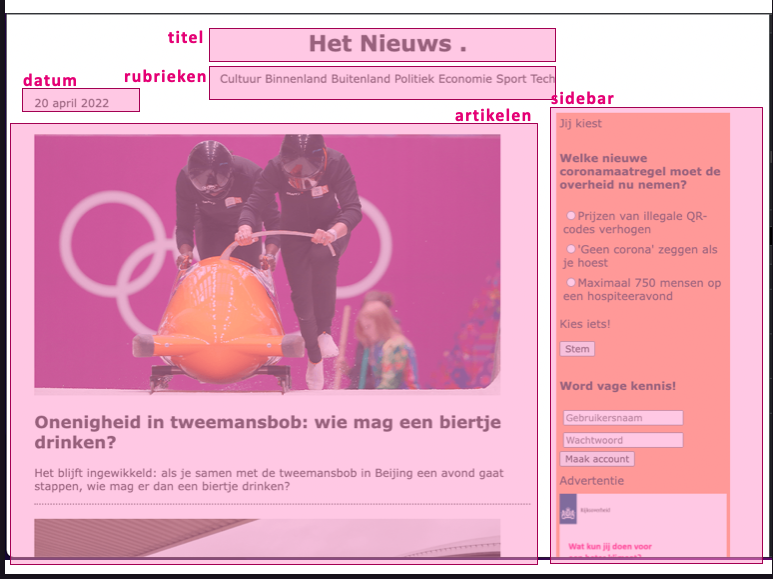 titel
Het Nieuws .
datum
rubrieken
Cultuur Binnenland Buitenland Politiek Economie Sport Tech
20 april 2022
artikelen
sidebar
Jij kiest
Welke nieuwe
coronamaatregel moet de
overheid nu nemen?
Prijzen van illegale QR-
codes verhogen
'Geen corona' zeggen als
je hoest
Maximaal 750 mensen op
een hospiteeravond
Kies iets!
Stem
Word vage kennis!
Gebruikersnaam
Wachtwoord
Maak account
Advertentie
Rijksoverheid
Wat kun jij doen voor
Onenigheid in tweemansbob: wie mag een biertje
drinken?
Het blijft ingewikkeld: als je samen met de tweemansbob in Beijing een avond gaat
stappen, wie mag er dan een biertje drinken?